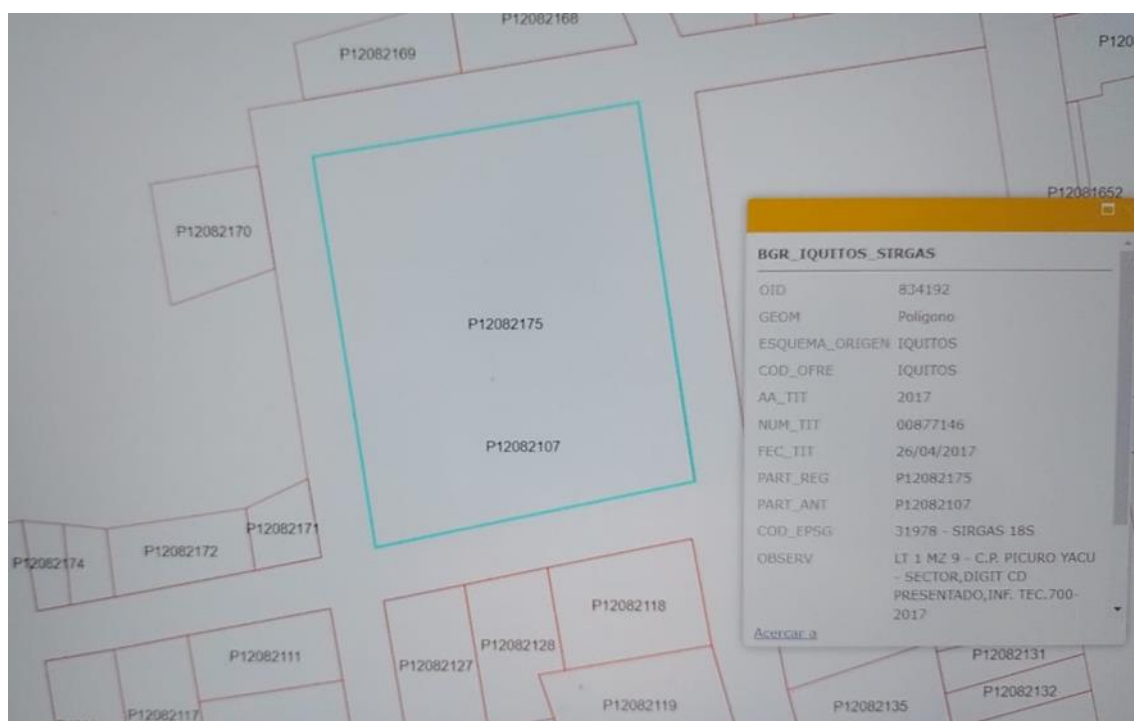 P12082168
P12082169
P120
P12081652
P12082170
P12082175
P12082107
P12082171
P12082172
P12082174
P12082118
P12082128
P12082127
P12082111
P12082117
P12082119
P12082131
P12082132
P12082135
BGR_IQUITOS_SIRGAS
OID 834192
GEOM Polígono
ESQUEMA_ORIGEN IQUITOS
COD_OFRE IQUITOS
AA_TIT 2017
NUM_TIT 00877146
FEC_TIT 26/04/2017
PART_REG P12082175
PART_ANT P12082107
COD_EPSG 31978 - SIRGAS 18S
OBSERV LT 1 MZ 9 - C.P. PICURO YACU
- SECTOR,DIGIT CD
PRESENTADO,INF. TEC.700-
2017
Acercar a